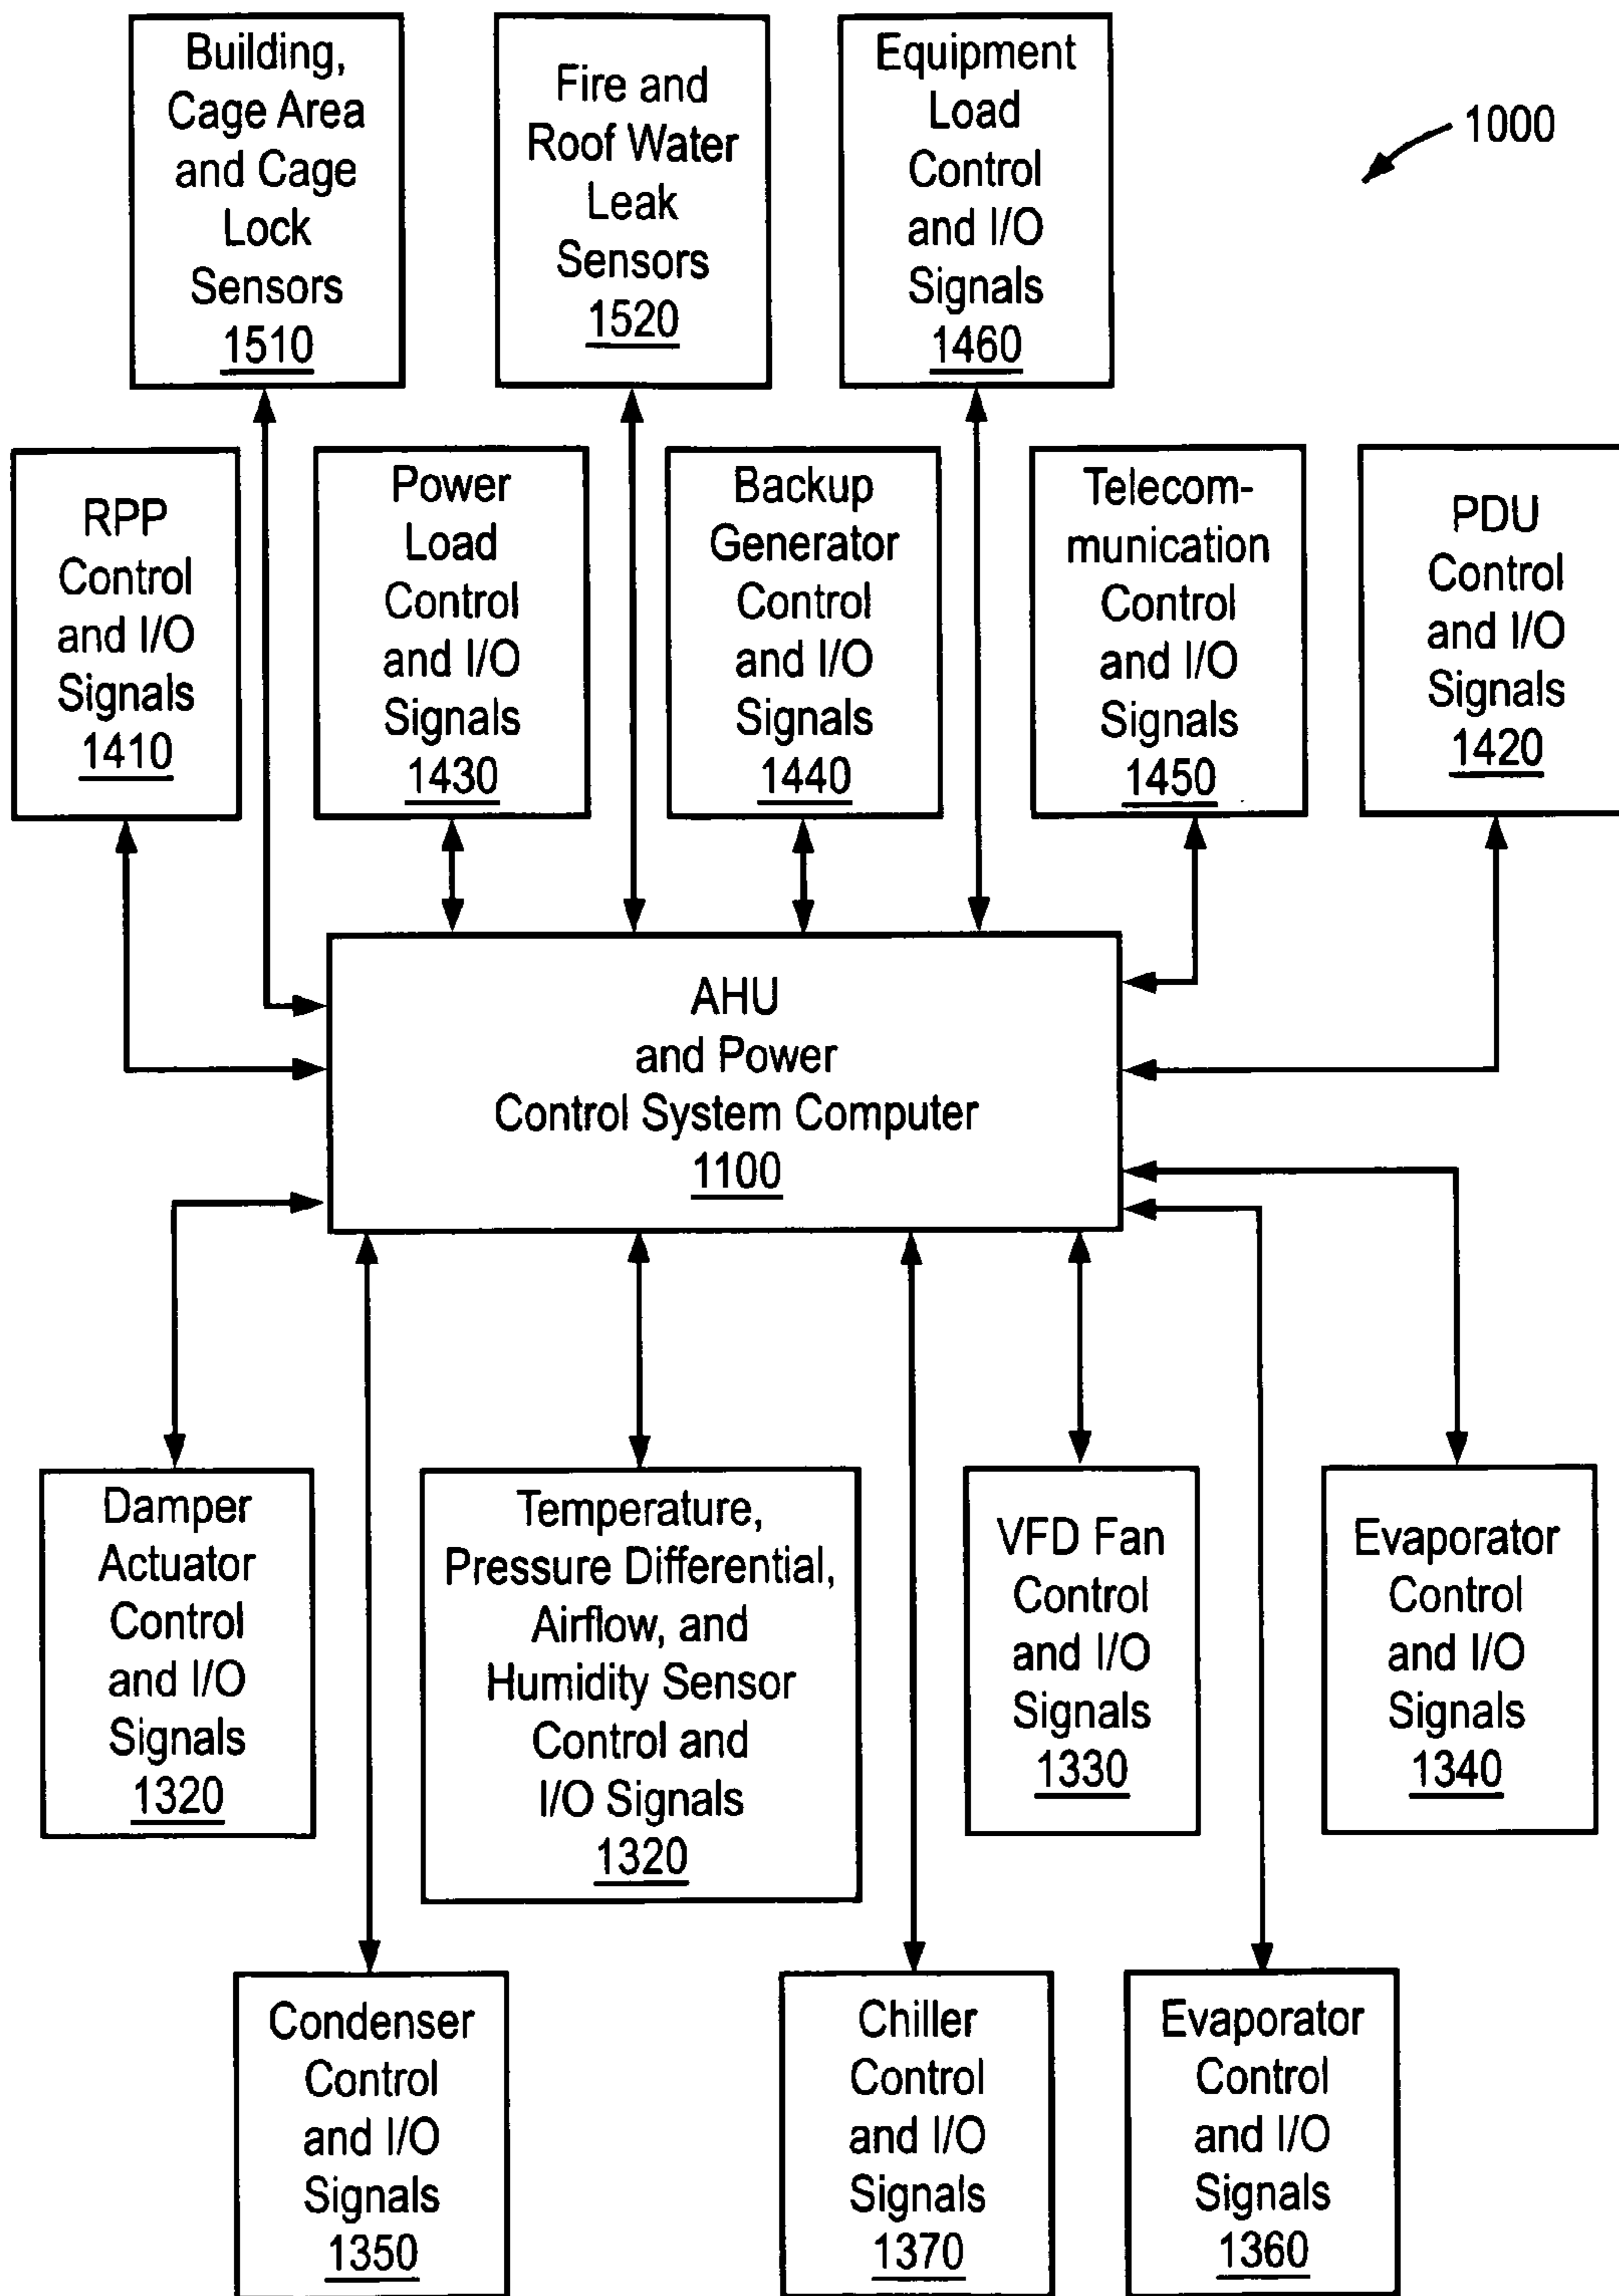 Building,
Cage Area
and Cage
Lock
Sensors
1510
Fire and
Roof Water
Leak
Sensors
1520
Equipment
Load
Control
and I/O
Signals
1460
1000
RPP
Control
and I/O
Signals
1410
Power
Load
Control
and I/O
Signals
1430
Backup
Generator
Control
and I/O
Signals
1440
Telecom-
munication
Control
and I/O
Signals
1450
PDU
Control
and I/O
Signals
1420
AHU
and Power
Control System Computer
1100
Damper
Actuator
Control
and I/O
Signals
1320
Temperature,
Pressure Differential,
Airflow, and
Humidity Sensor
Control and
I/O Signals
1320
VFD Fan
Control
and I/O
Signals
1330
Evaporator
Control
and I/O
Signals
1340
Condenser
Control
and I/O
Signals
1350
Chiller
Control
and I/O
Signals
1370
Evaporator
Control
and I/O
Signals
1360